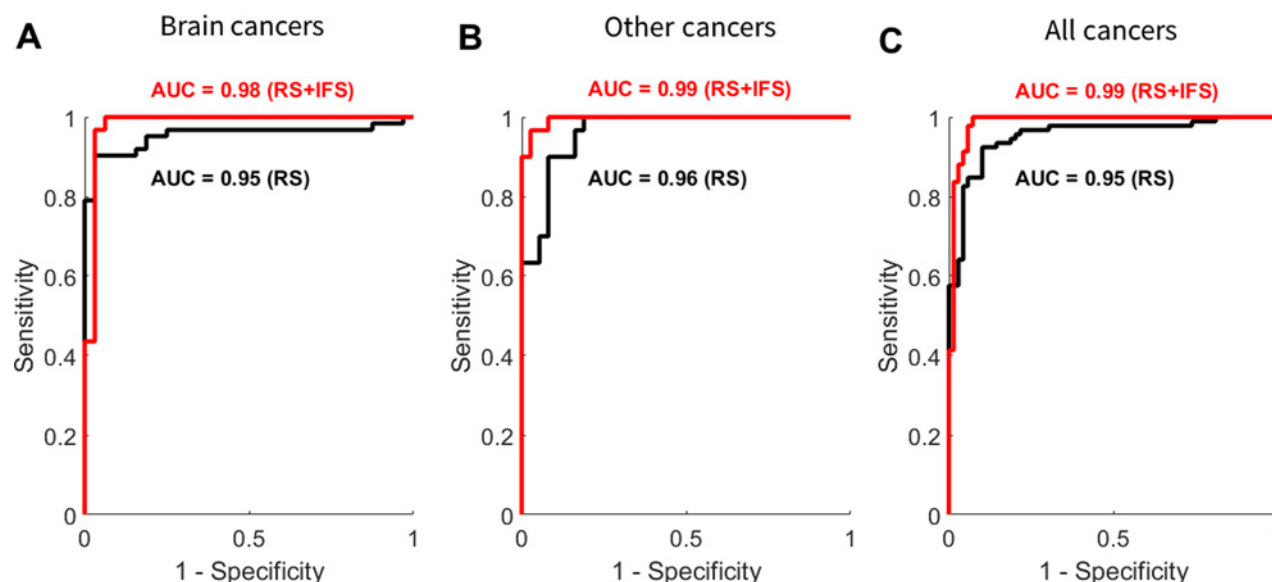 A Brain cancers
AUC = 0.98 (RS+IFS)
AUC = 0.95 (RS)
1
0.8
0.6
0.4
0.2
0
Sensitivity
0 0.5 1
1 - Specificity
B Other cancers
AUC = 0.99 (RS+IFS)
AUC = 0.96 (RS)
1
0.8
0.6
0.4
0.2
0
Sensitivity
0 0.5 1
1 - Specificity
C All cancers
AUC = 0.99 (RS+IFS)
AUC = 0.95 (RS)
1
0.8
0.6
0.4
0.2
0
Sensitivity
0 0.5
1 - Specificity